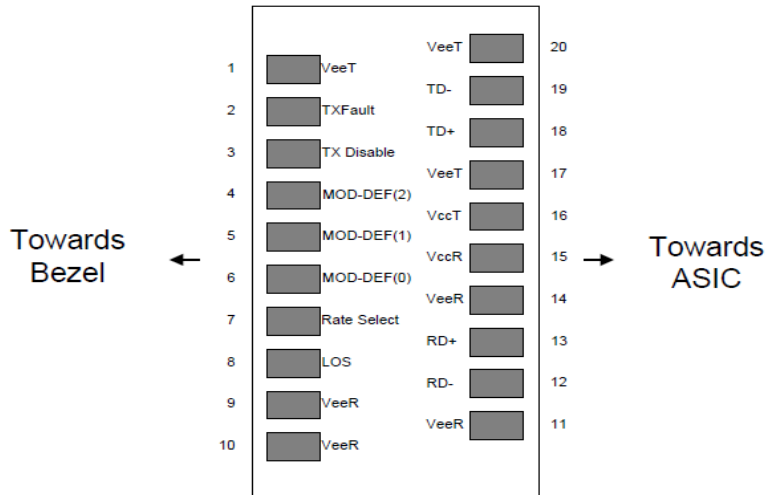 VeeT 20
1 VeeT
TD- 19
2 TXFault
TD+ 18
3 TX Disable
VeeT 17
4 MOD-DEF(2)
VccT 16
5 MOD-DEF(1)
Towards
Bezel
VccR 15
Towards
ASIC
6 MOD-DEF(0)
VeeR 14
7 Rate Select
RD+ 13
8 LOS
RD- 12
9 VeeR
VeeR 11
10 VeeR